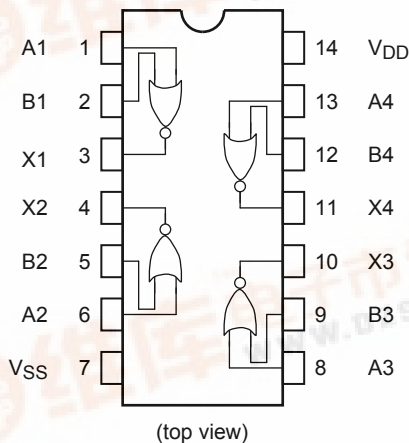 A1 1 14 VDD
B1 2 13 A4
X1 3 12 B4
X2 4 11 X4
B2 5 10 X3
A2 6 9 B3
VSS 7 8 A3
(top view)